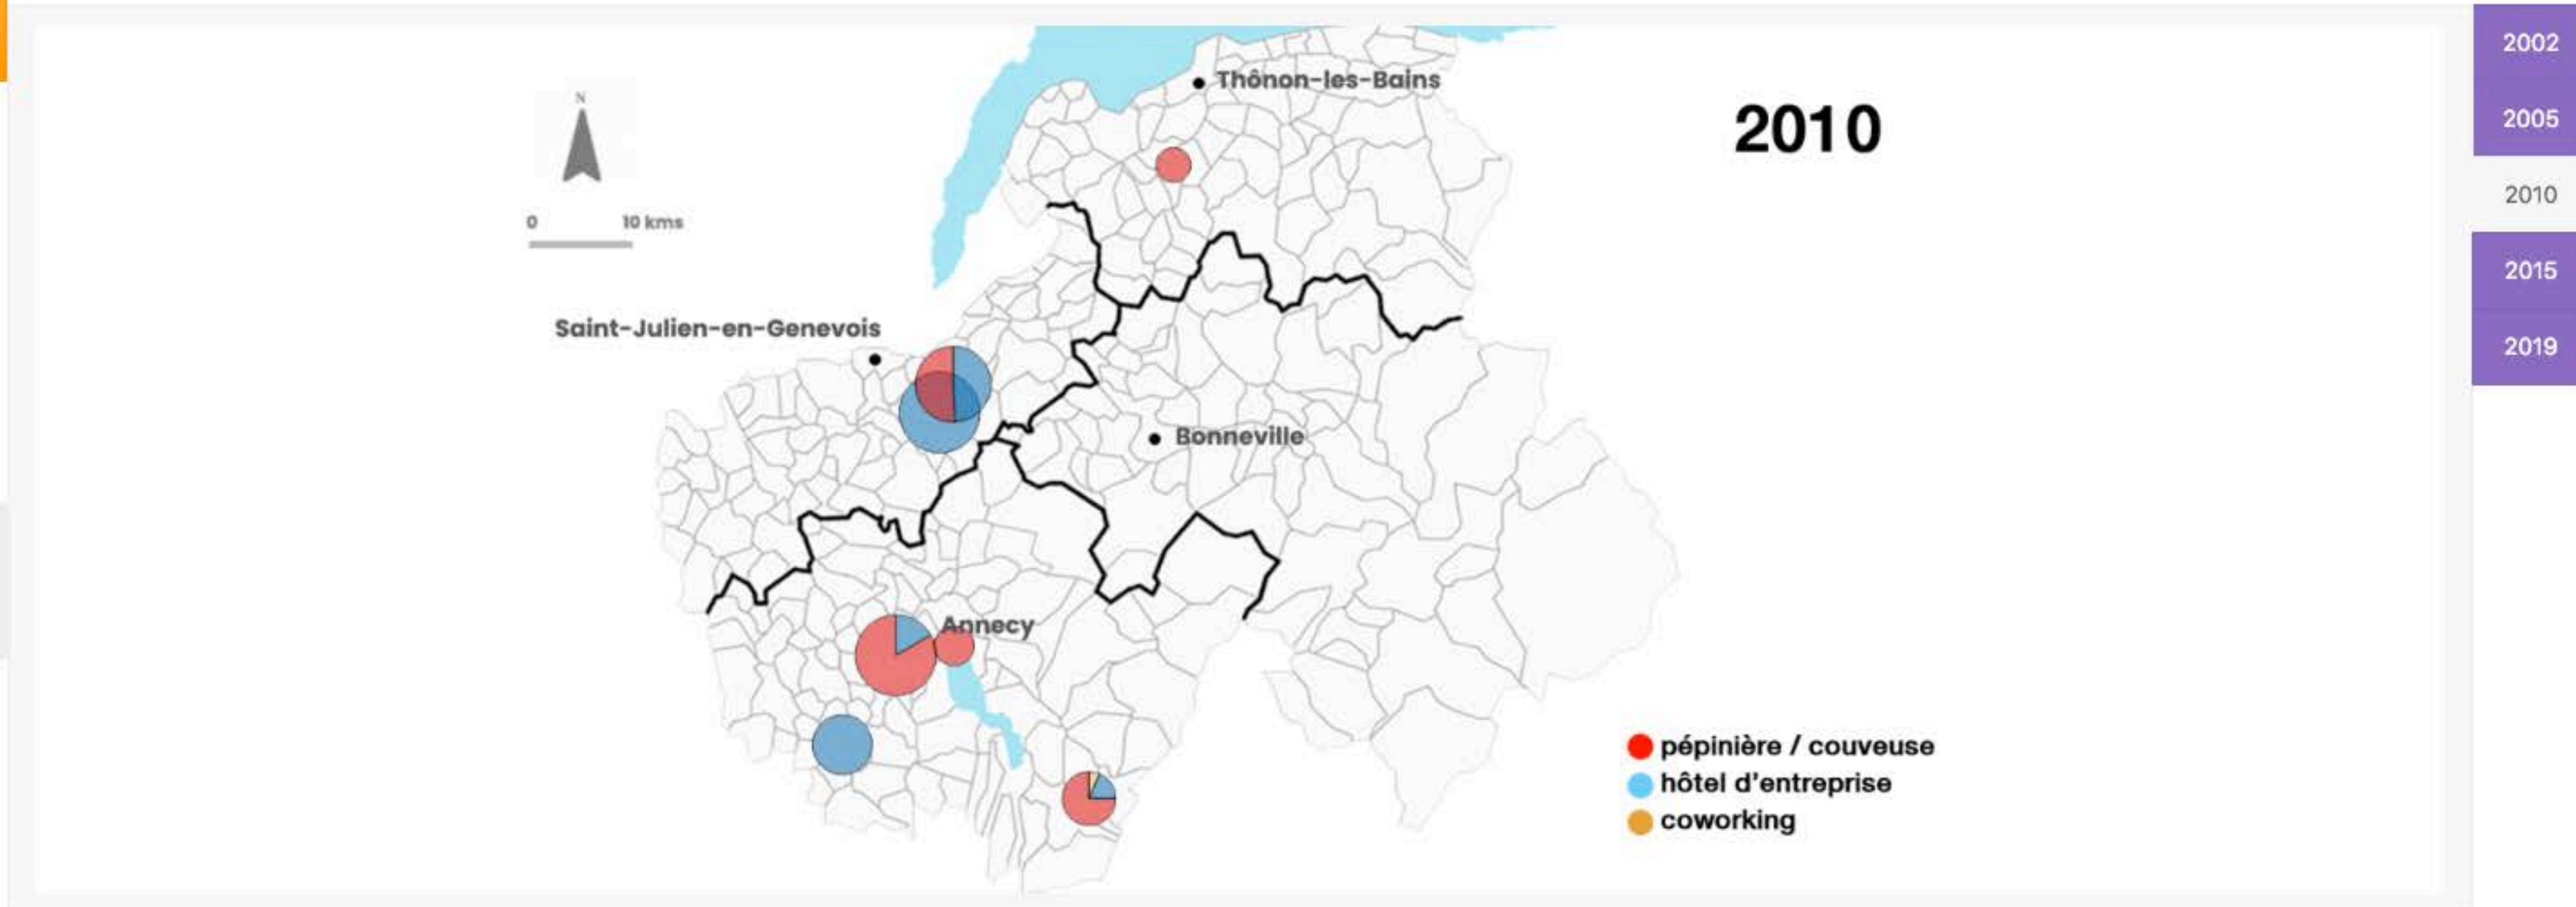 2002
Thônon-les-Bains
N
2010
2005
2010
0 10 kms
2015
Saint-Julien-en-Genevois
2019
Bonneville
Annecy
pépinière / couveuse
hôtel d'entreprise
coworking